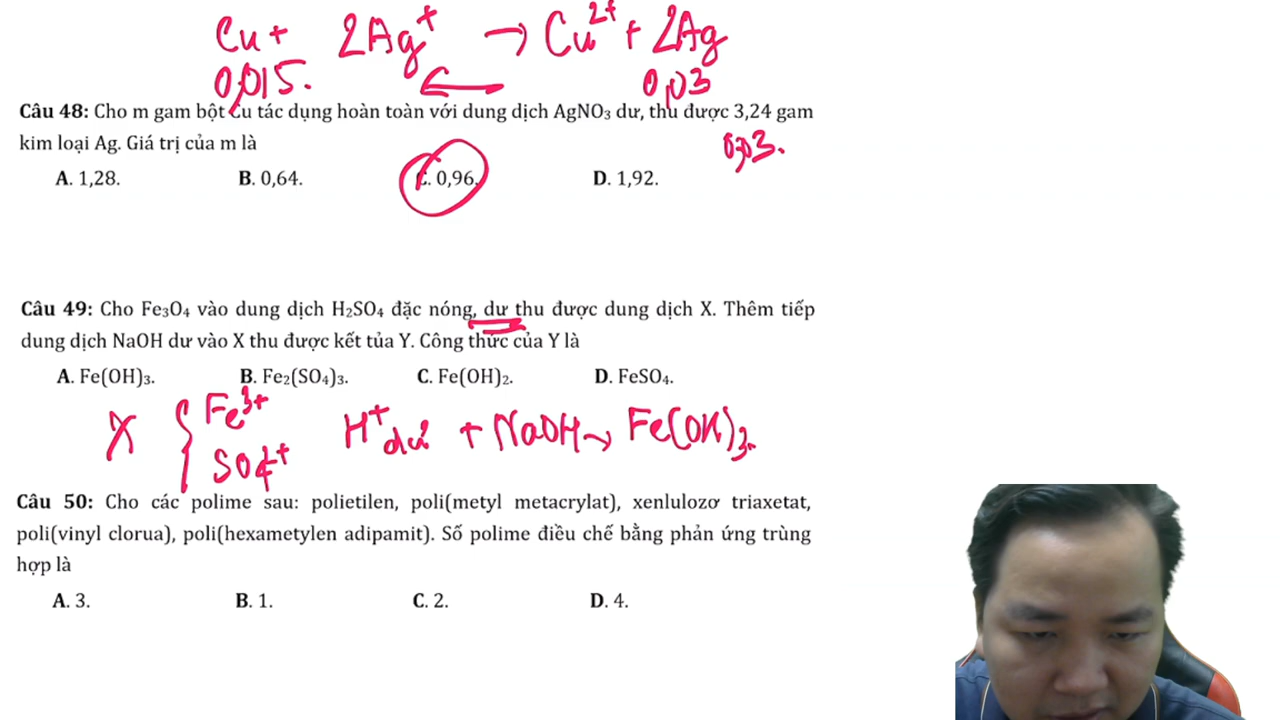 Cu + 2Ag⁺ → Cu²⁺ + 2Ag
0,015. ← 0,03
Câu 48: Cho m gam bột Cu tác dụng hoàn toàn với dung dịch AgNO₃ dư, thu được 3,24 gam
kim loại Ag. Giá trị của m là
0,03.
A. 1,28. B. 0,64. C. 0,96. D. 1,92.
Câu 49: Cho Fe₃O₄ vào dung dịch H₂SO₄ đặc nóng, dư thu được dung dịch X. Thêm tiếp
dung dịch NaOH dư vào X thu được kết tủa Y. Công thức của Y là
A. Fe(OH)₃. B. Fe₂(SO₄)₃. C. Fe(OH)₂. D. FeSO₄.
X { Fe³⁺ H⁺ dư + NaOH → Fe(OH)₃.
SO₄
Câu 50: Cho các polime sau: polietilen, poli(metyl metacrylat), xenlulozơ triaxetat,
poli(vinyl clorua), poli(hexametylen adipamit). Số polime điều chế bằng phản ứng trùng
hợp là
A. 3. B. 1. C. 2. D. 4.